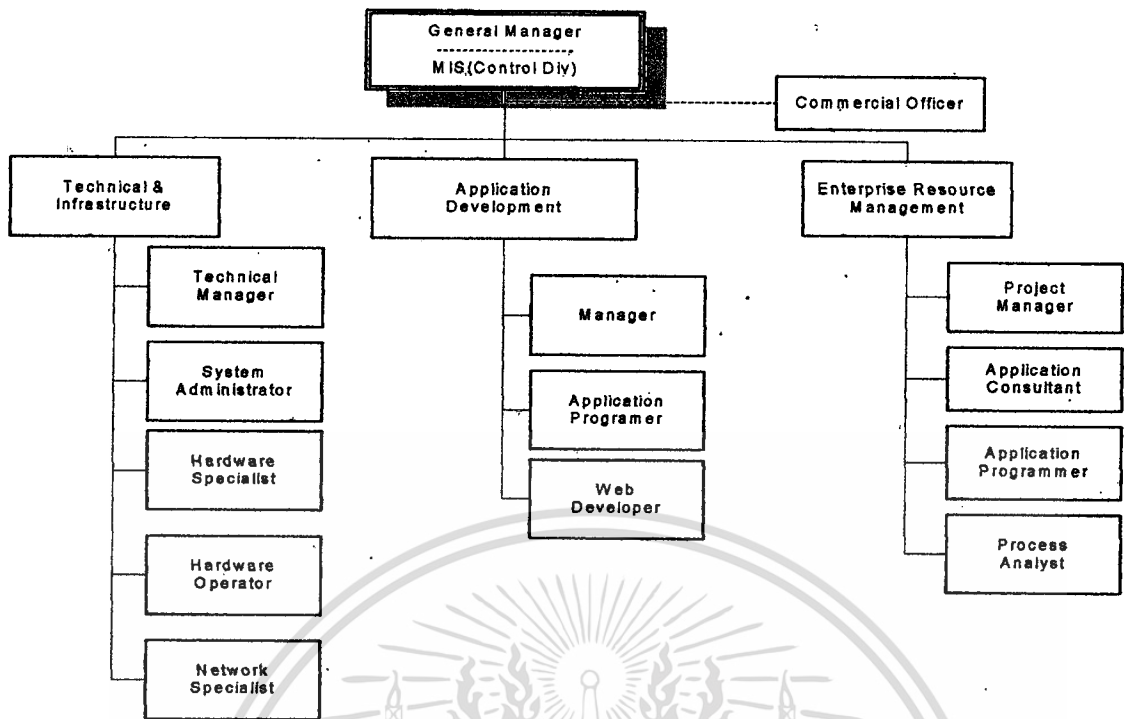 General Manager
MIS,(Control Div)
Commercial Officer
Technical &
Infrastructure
Application
Development
Enterprise Resource
Management
Technical
Manager
System
Administrator
Hardware
Specialist
Hardware
Operator
Network
Specialist
Manager
Application
Programer
Web
Developer
Project
Manager
Application
Consultant
Application
Programmer
Process
Analyst